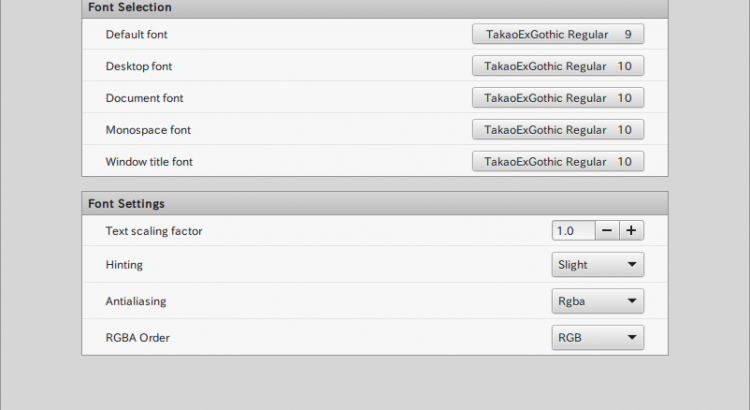 Font Selection
Default font TakaoExGothic Regular 9
Desktop font TakaoExGothic Regular 10
Document font TakaoExGothic Regular 10
Monospace font TakaoExGothic Regular 10
Window title font TakaoExGothic Regular 10
Font Settings
Text scaling factor 1.0 − +
Hinting Slight
Antialiasing Rgba
RGBA Order RGB